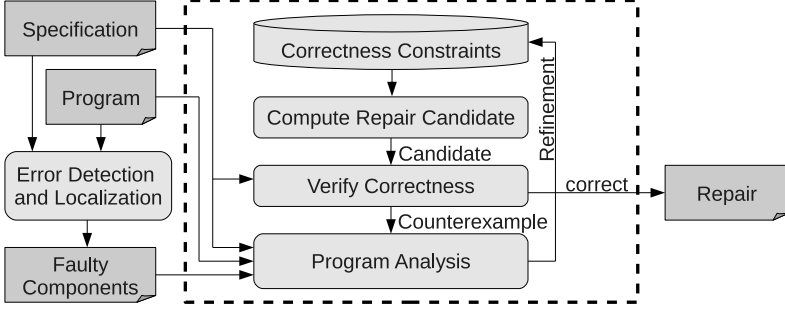 Specification
Program
Error Detection
and Localization
Faulty
Components
Correctness Constraints
Compute Repair Candidate
Candidate
Verify Correctness
Counterexample
Program Analysis
Refinement
correct
Repair